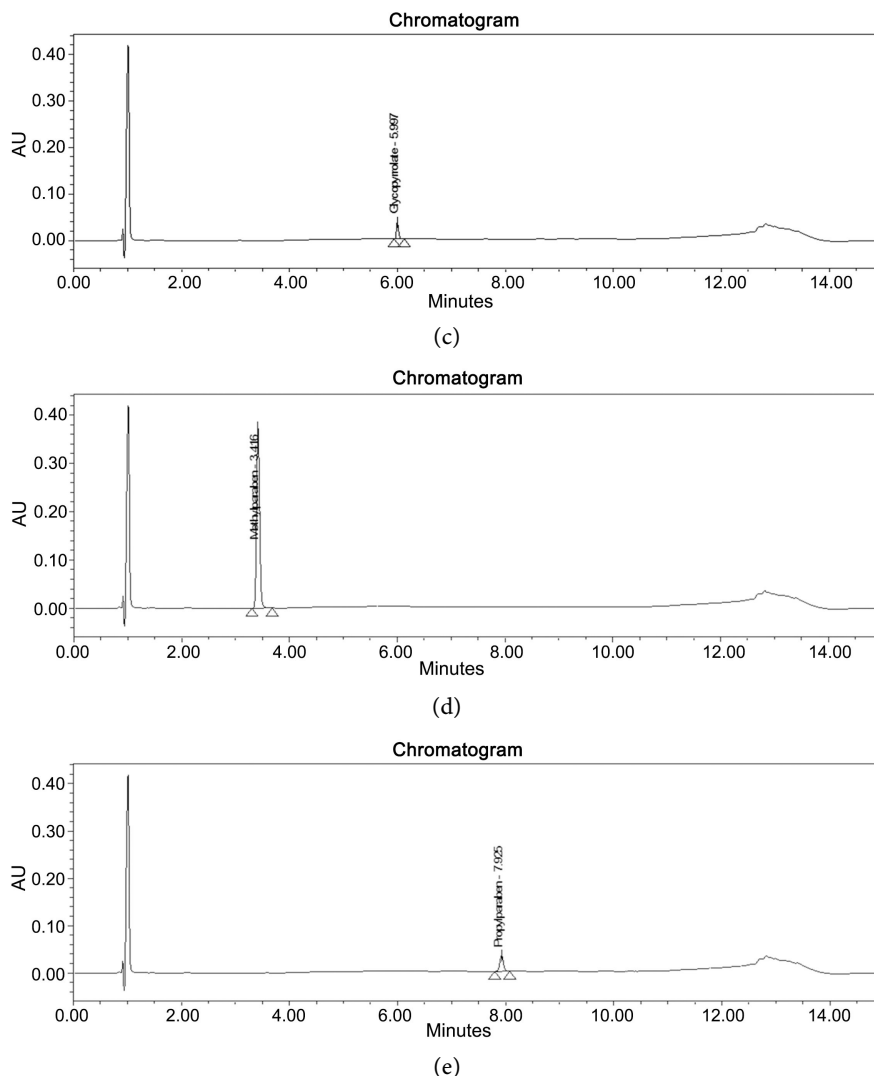 Chromatogram
0.40
0.30
0.20
0.10
0.00
AU
Glycopyrrolate - 5.997
0.00 2.00 4.00 6.00 8.00 10.00 12.00 14.00
Minutes
(c)
Chromatogram
0.40
0.30
0.20
0.10
0.00
AU
Methylparaben - 3.416
0.00 2.00 4.00 6.00 8.00 10.00 12.00 14.00
Minutes
(d)
Chromatogram
0.40
0.30
0.20
0.10
0.00
AU
Propylparaben - 7.925
0.00 2.00 4.00 6.00 8.00 10.00 12.00 14.00
Minutes
(e)